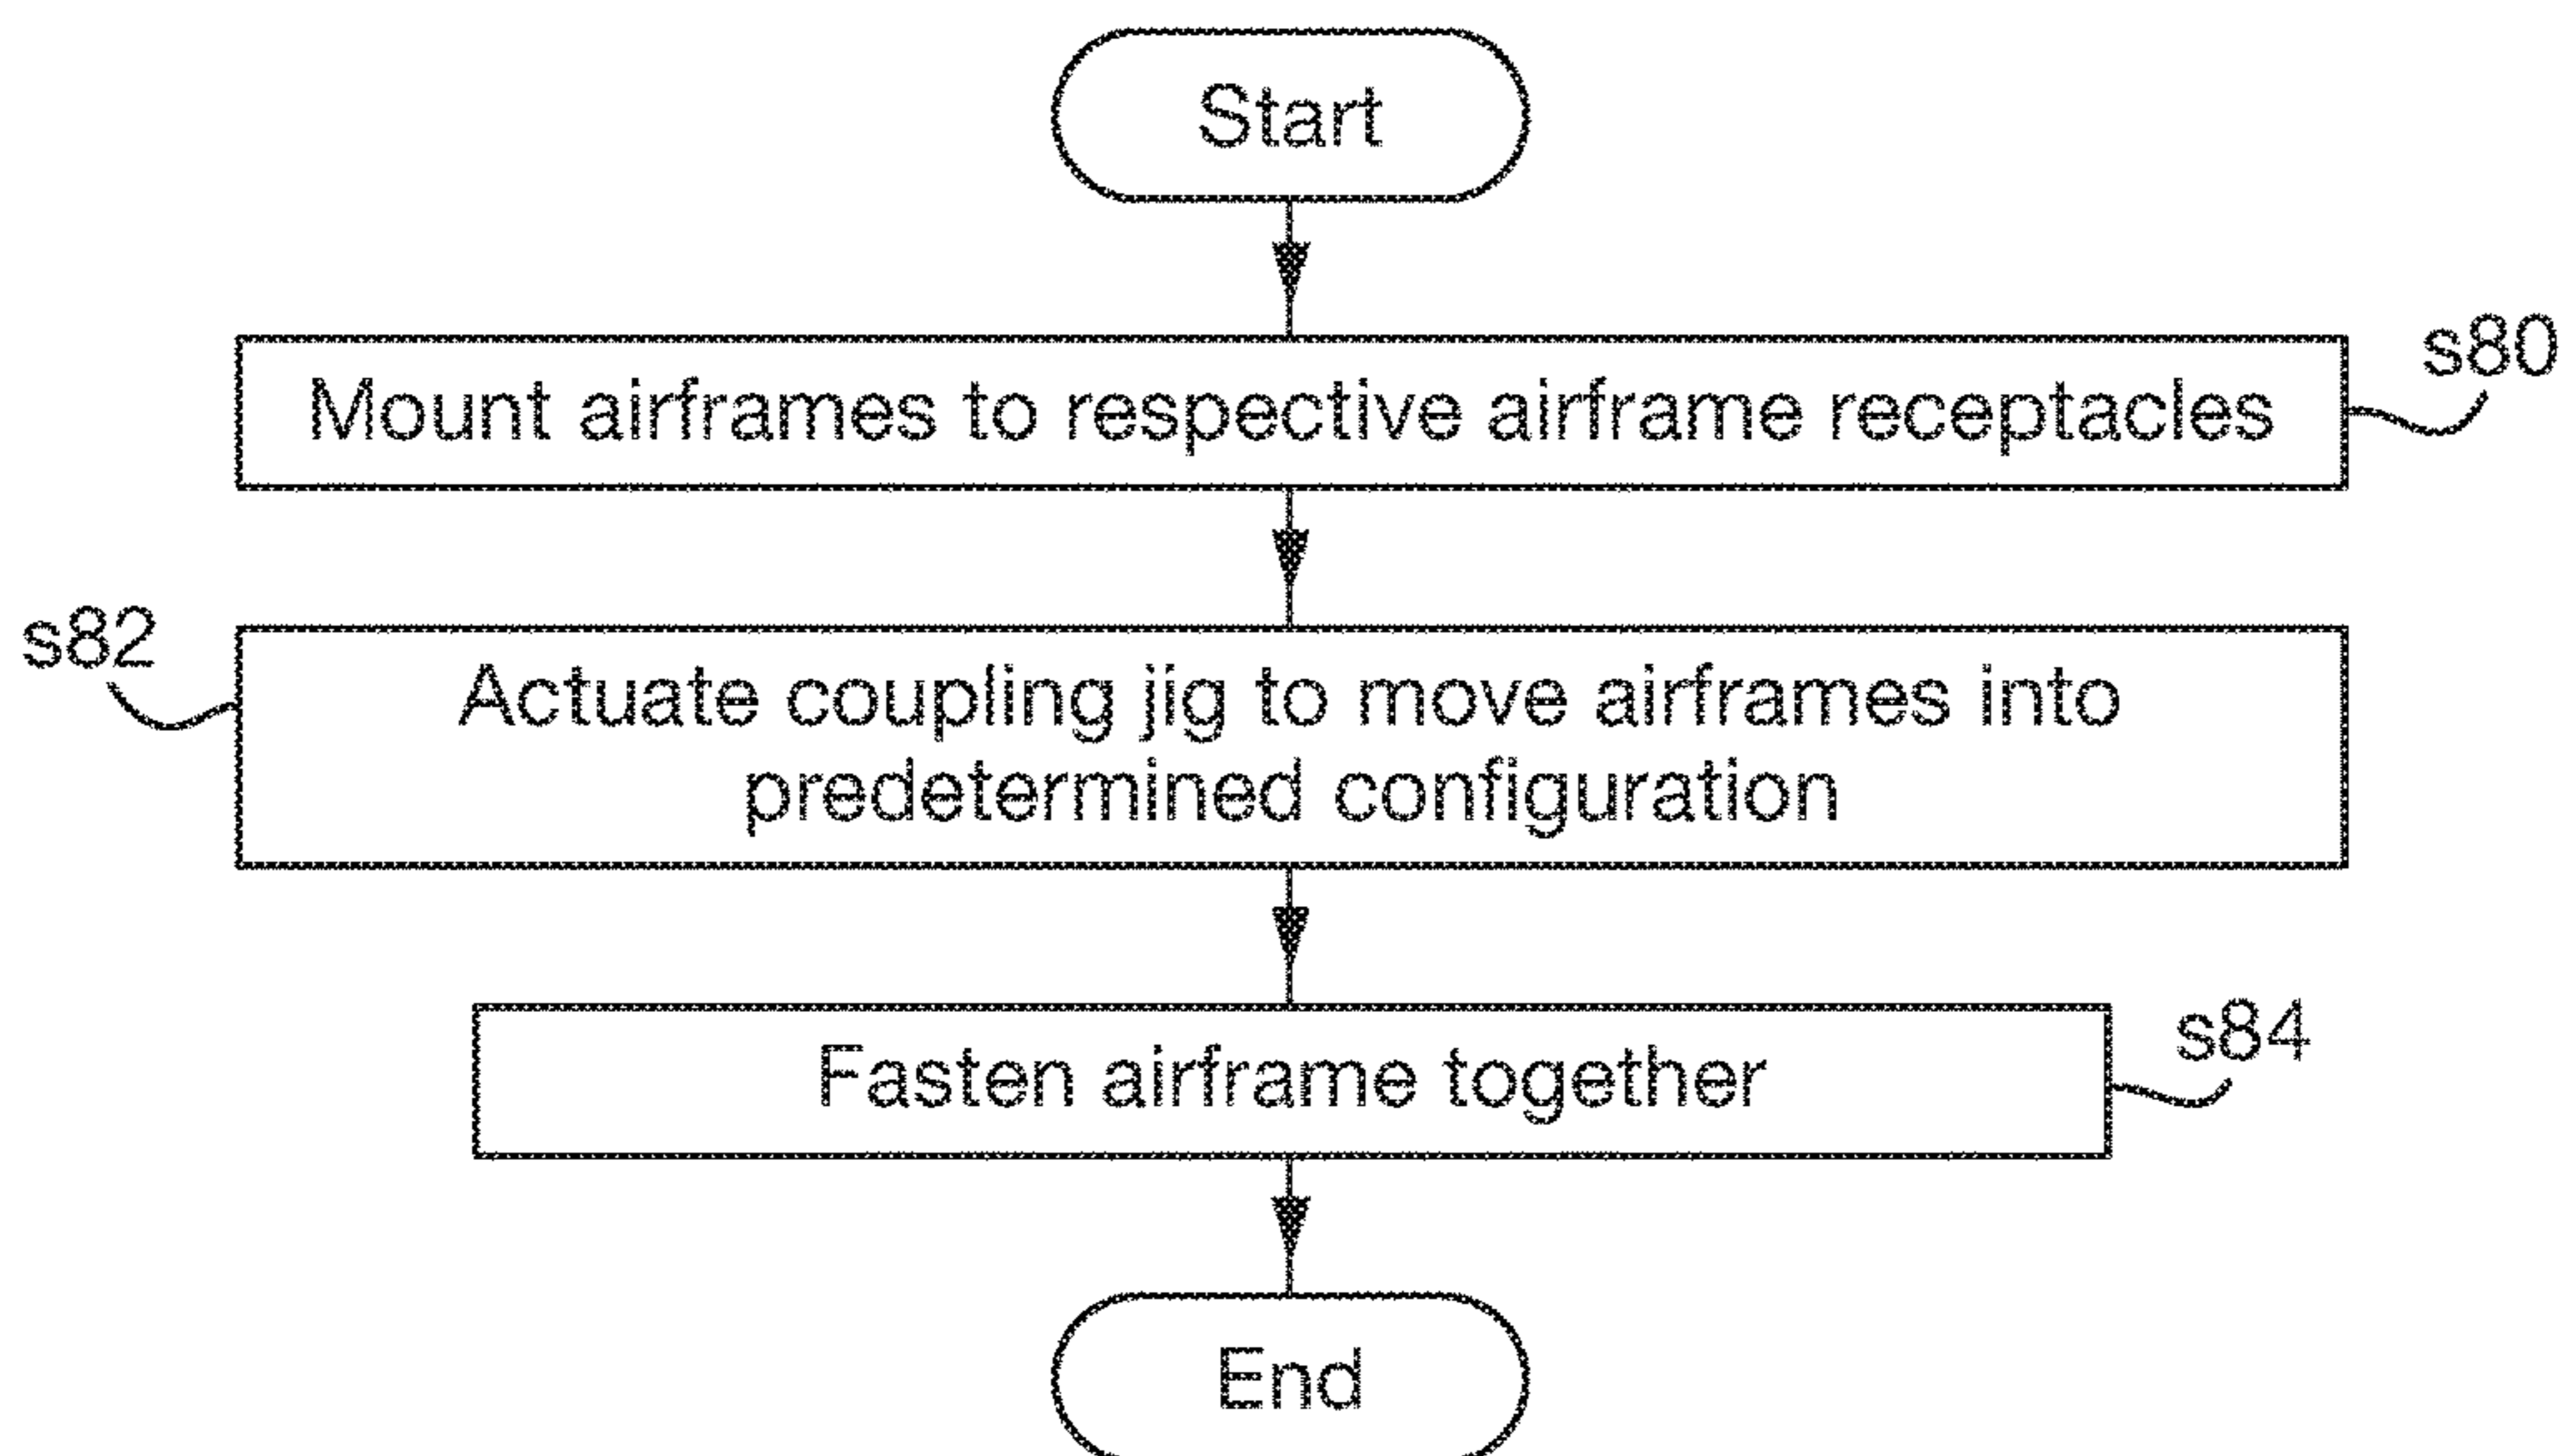 Start
Mount airframes to respective airframe receptacles
s80
s82
Actuate coupling jig to move airframes into
predetermined configuration
Fasten airframe together
s84
End